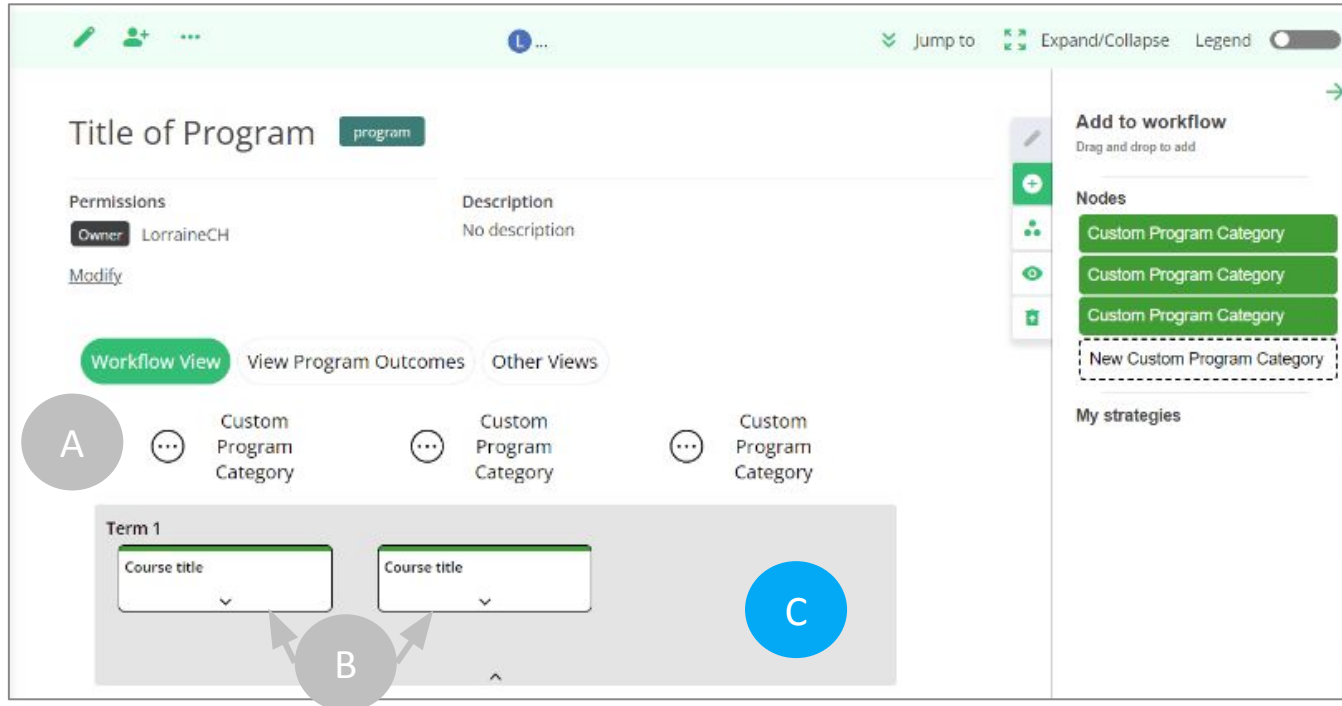 L ...
Jump to
Expand/Collapse
Legend
Title of Program
program
Permissions
Owner LorraineCH
Modify
Description
No description
Workflow View
View Program Outcomes
Other Views
A
Custom
Program
Category
Custom
Program
Category
Custom
Program
Category
Term 1
Course title
Course title
B
C
Add to workflow
Drag and drop to add
Nodes
Custom Program Category
Custom Program Category
Custom Program Category
New Custom Program Category
My strategies